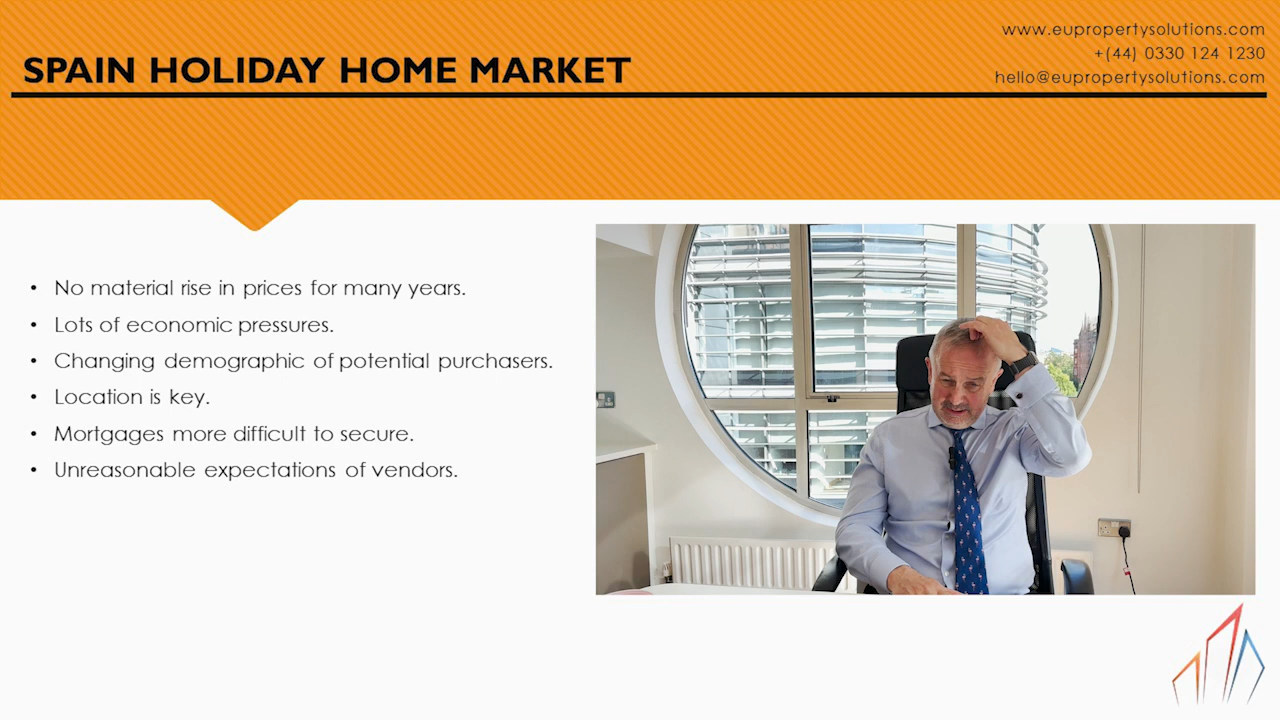 SPAIN HOLIDAY HOME MARKET
www.eupropertysolutions.com
+(44) 0330 124 1230
hello@eupropertysolutions.com
• No material rise in prices for many years.
• Lots of economic pressures.
• Changing demographic of potential purchasers.
• Location is key.
• Mortgages more difficult to secure.
• Unreasonable expectations of vendors.